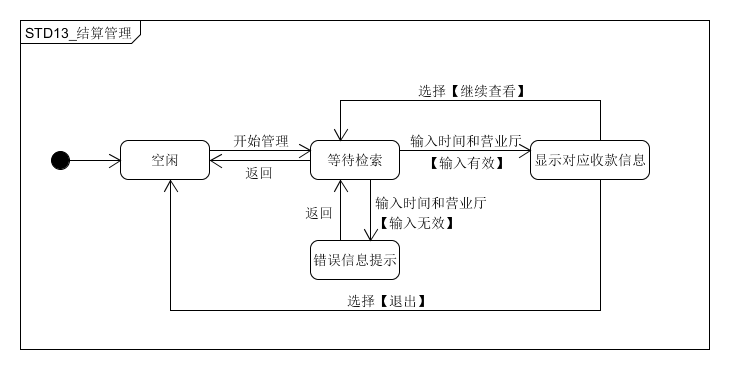 STD13_结算管理
选择【继续查看】
开始管理
输入时间和营业厅
空闲
等待检索
显示对应收款信息
返回
【输入有效】
输入时间和营业厅
返回
【输入无效】
错误信息提示
选择【退出】